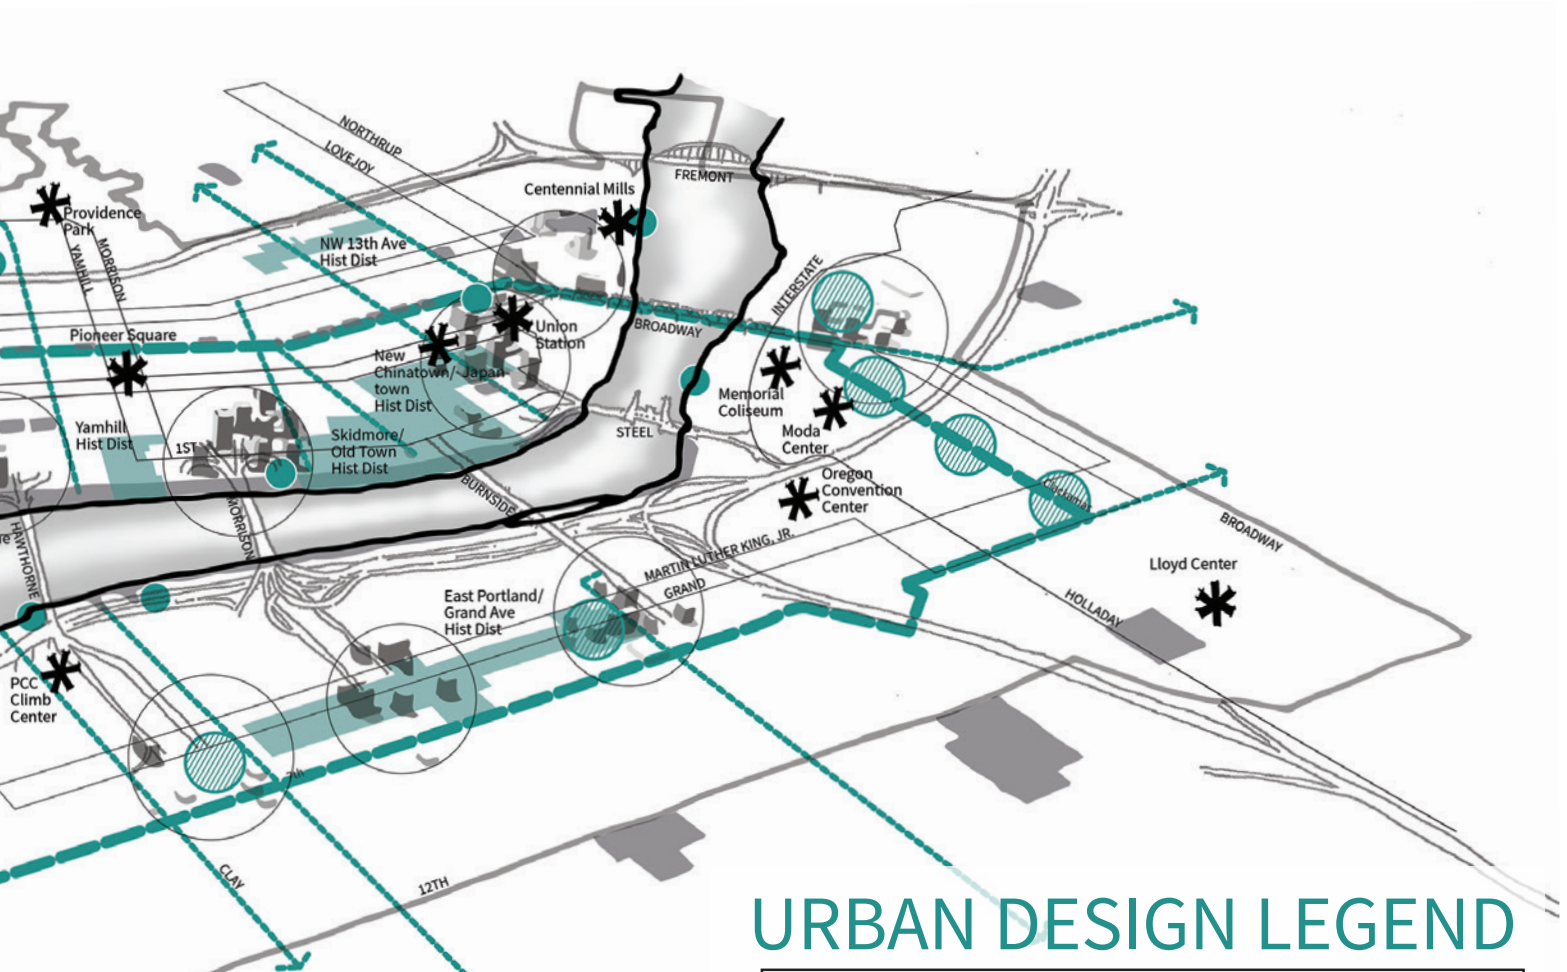 NORTHRUP
LOVEJOY
FREMONT
Centennial Mills
Providence
Park
YAMHILL
MORRISON
NW 13th Ave
Hist Dist
INTERSTATE
Pioneer Square
Union
Station
BROADWAY
New
Chinatown/ Japan
town
Hist Dist
Memorial
Coliseum
Yamhill
Hist Dist
1ST
Skidmore/
Old Town
Hist Dist
STEEL
Moda
Center
Oregon
Convention
Center
Clackamas
BURNSIDE
MORRISON
HAWTHORNE
BROADWAY
MARTIN LUTHER KING, JR.
GRAND
Lloyd Center
HOLLADAY
East Portland/
Grand Ave
Hist Dist
PCC
Climb
Center
7th
CLAY
12TH
URBAN DESIGN LEGEND